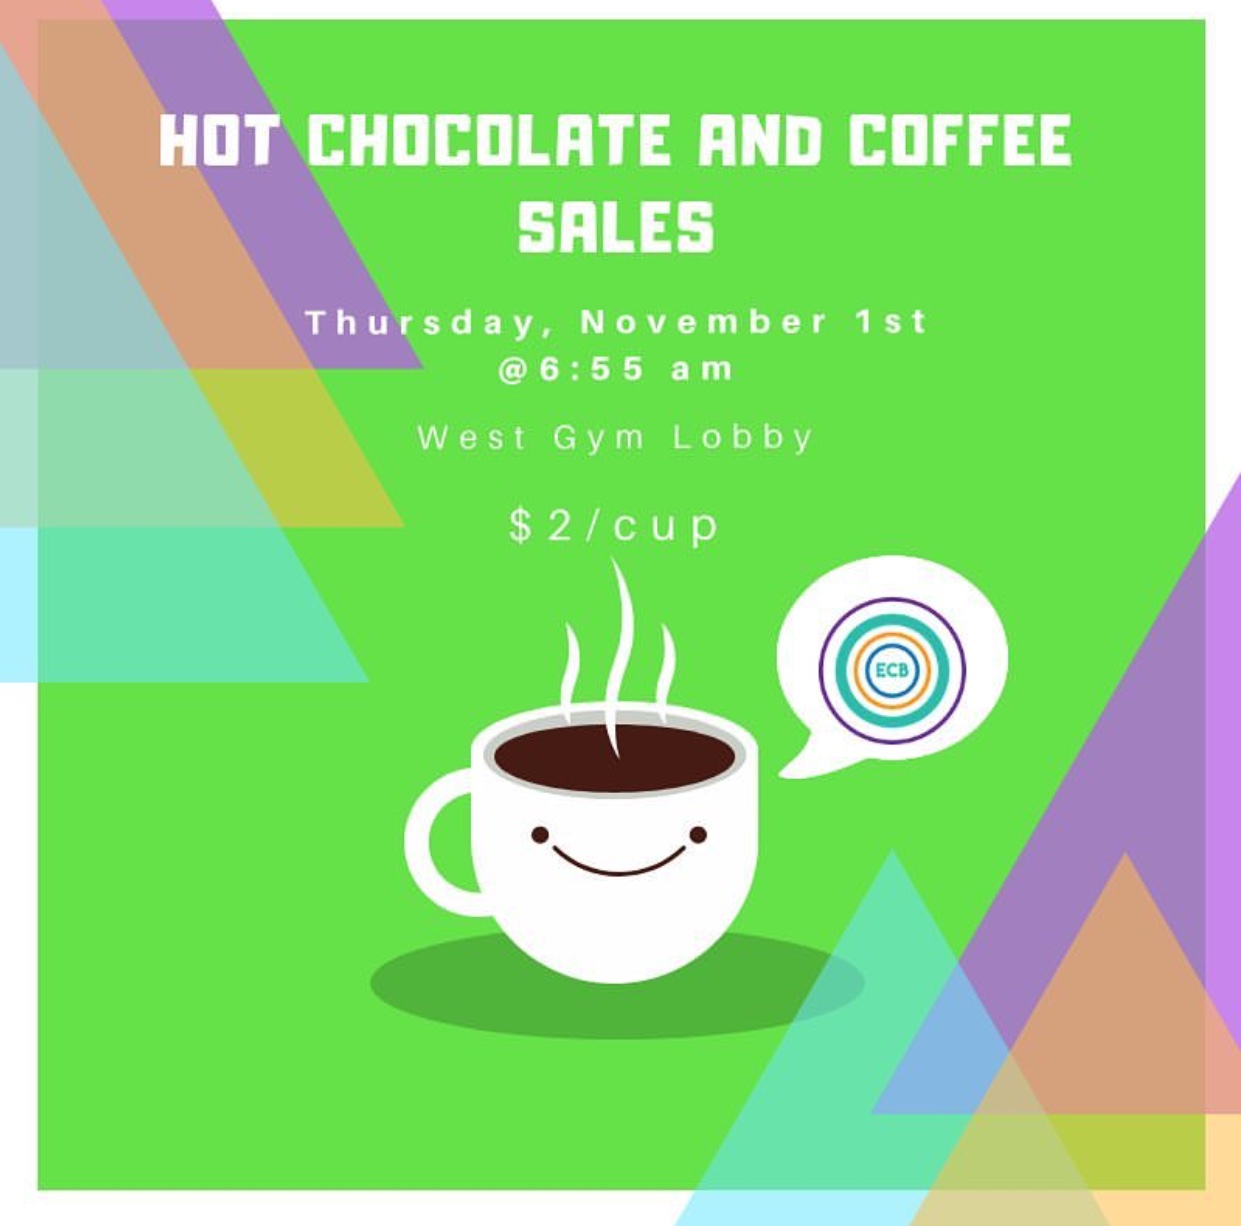 HOT CHOCOLATE AND COFFEE
SALES
Thursday, November 1st
@6:55 am
West Gym Lobby
$2/cup
ECB